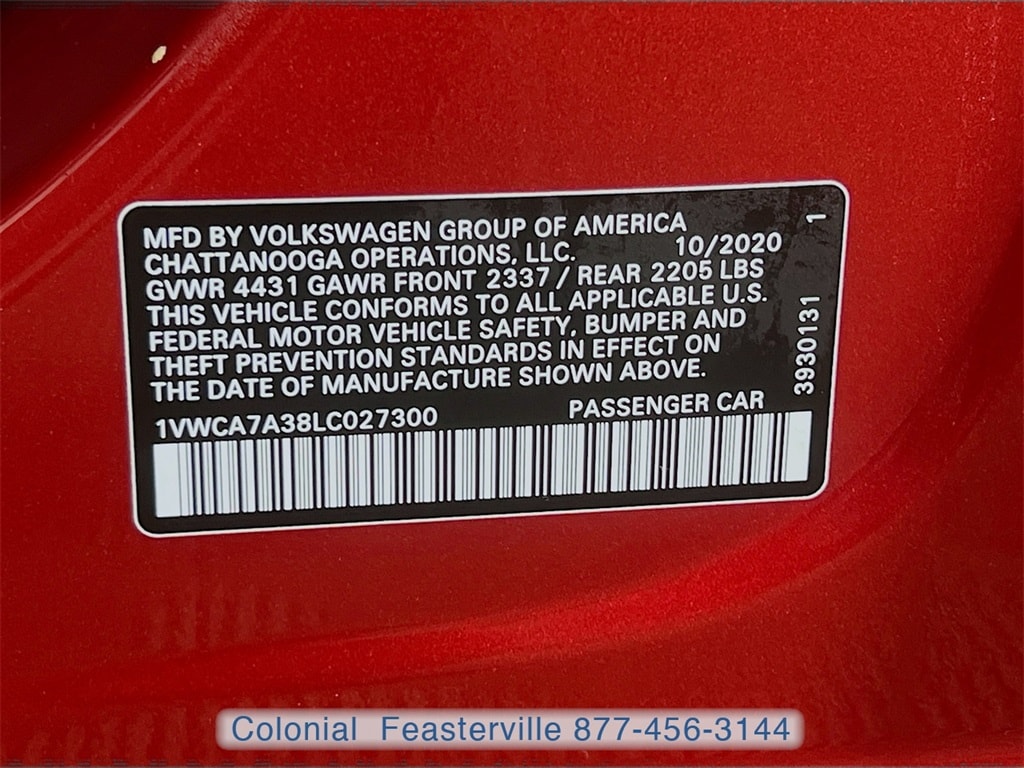 MFD BY VOLKSWAGEN GROUP OF AMERICA
CHATTANOOGA OPERATIONS, LLC. 10/2020
GVWR 4431 GAWR FRONT 2337 / REAR 2205 LBS
THIS VEHICLE CONFORMS TO ALL APPLICABLE U.S.
FEDERAL MOTOR VEHICLE SAFETY, BUMPER AND
THEFT PREVENTION STANDARDS IN EFFECT ON
THE DATE OF MANUFACTURE SHOWN ABOVE.
1VWCA7A38LC027300 PASSENGER CAR
3930131 1
Colonial Feasterville 877-456-3144